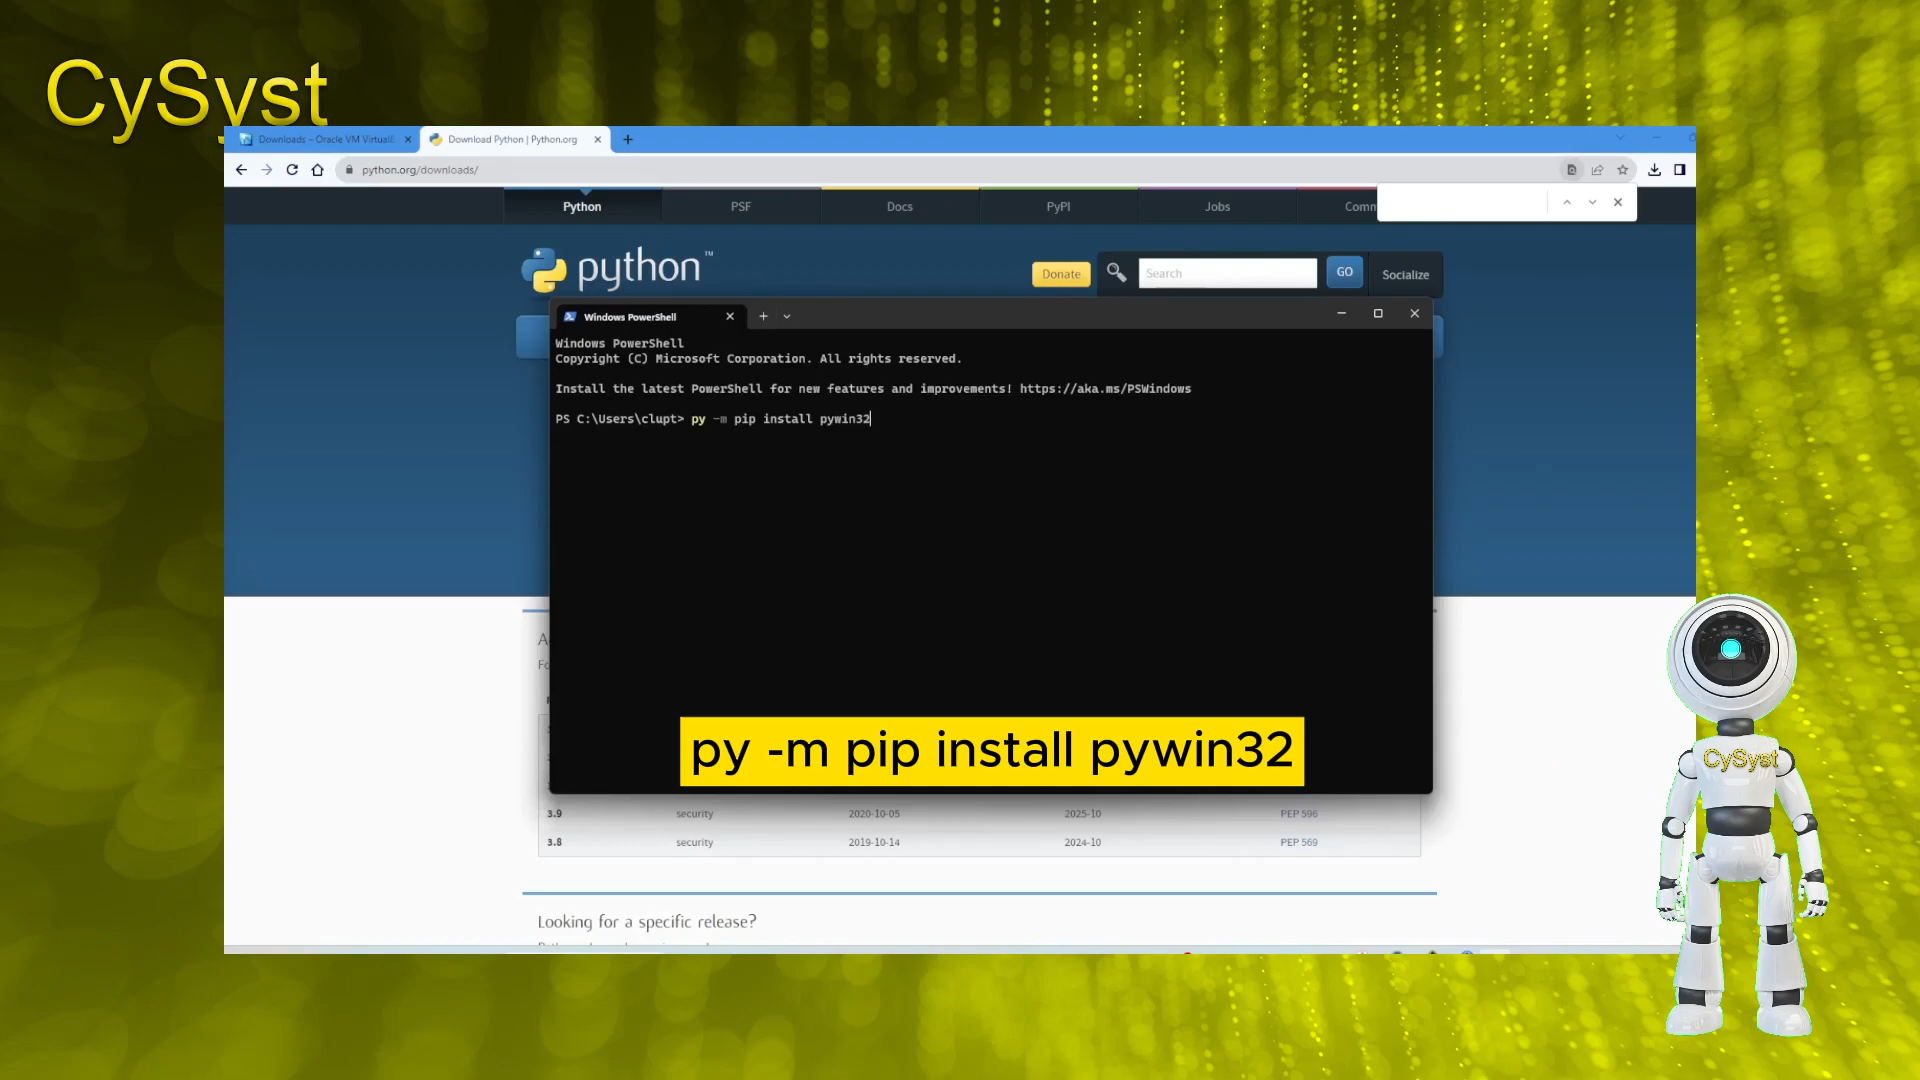 CySyst
Downloads – Oracle VM Virtual
Download Python | Python.org
python.org/downloads/
Python
PSF
Docs
PyPI
Jobs
Comm
python™
Donate
Search
GO
Socialize
Windows PowerShell
Windows PowerShell
Copyright (C) Microsoft Corporation. All rights reserved.
Install the latest PowerShell for new features and improvements! https://aka.ms/PSWindows
PS C:\Users\clupt> py -m pip install pywin32
A
Fo
py -m pip install pywin32
3.9 security 2020-10-05 2025-10 PEP 596
3.8 security 2019-10-14 2024-10 PEP 569
Looking for a specific release?
CySyst